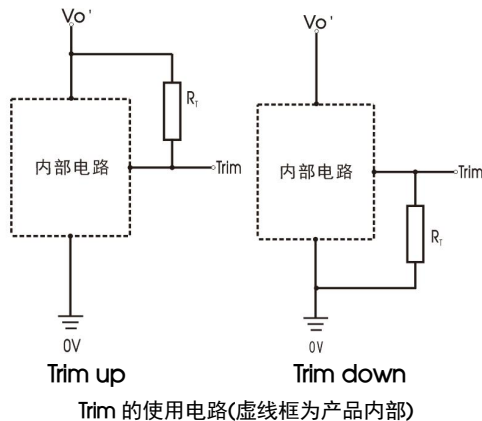 Vo'
Vo'
R_T
内部电路
Trim
内部电路
Trim
R_T
0V
0V
Trim up
Trim down
Trim 的使用电路(虚线框为产品内部)